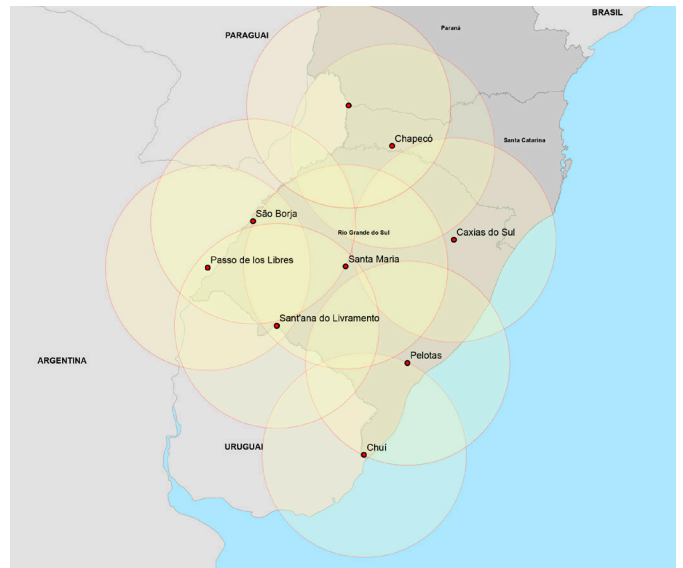 BRASIL
Paraná
PARAGUAI
Chapecó
Santa Catarina
São Borja
Rio Grande do Sul
Caxias do Sul
Passo de los Libres
Santa Maria
Sant'ana do Livramento
ARGENTINA
Pelotas
URUGUAI
Chuí